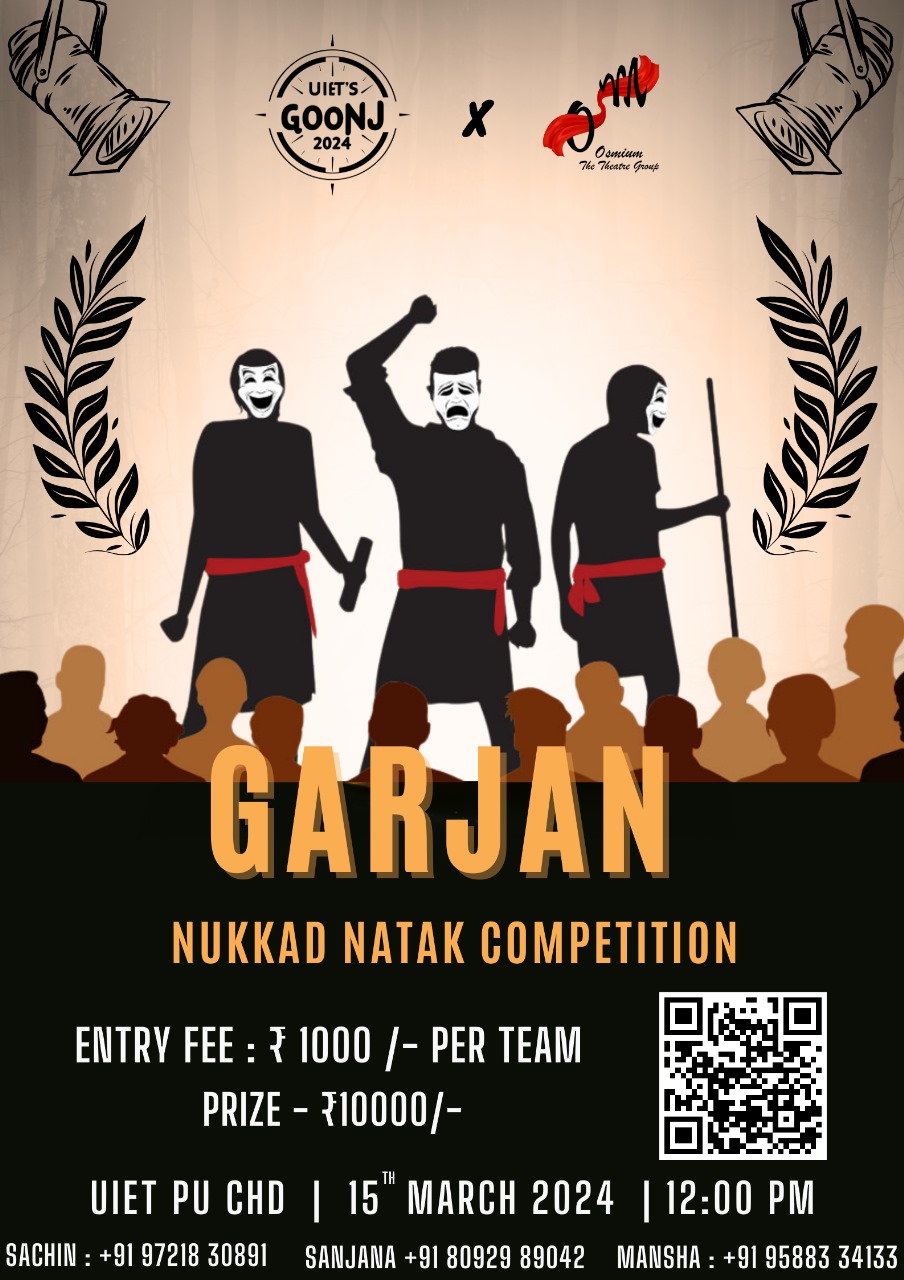 UIET'S
GOONJ
2024
X
Om
Osmium
The Theatre Group
GARJAN
NUKKAD NATAK COMPETITION
ENTRY FEE : ₹ 1000 /- PER TEAM
PRIZE - ₹10000/-
UIET PU CHD | 15TH MARCH 2024 | 12:00 PM
SACHIN : +91 97218 30891 SANJANA +91 80929 89042 MANSHA : +91 95883 34133